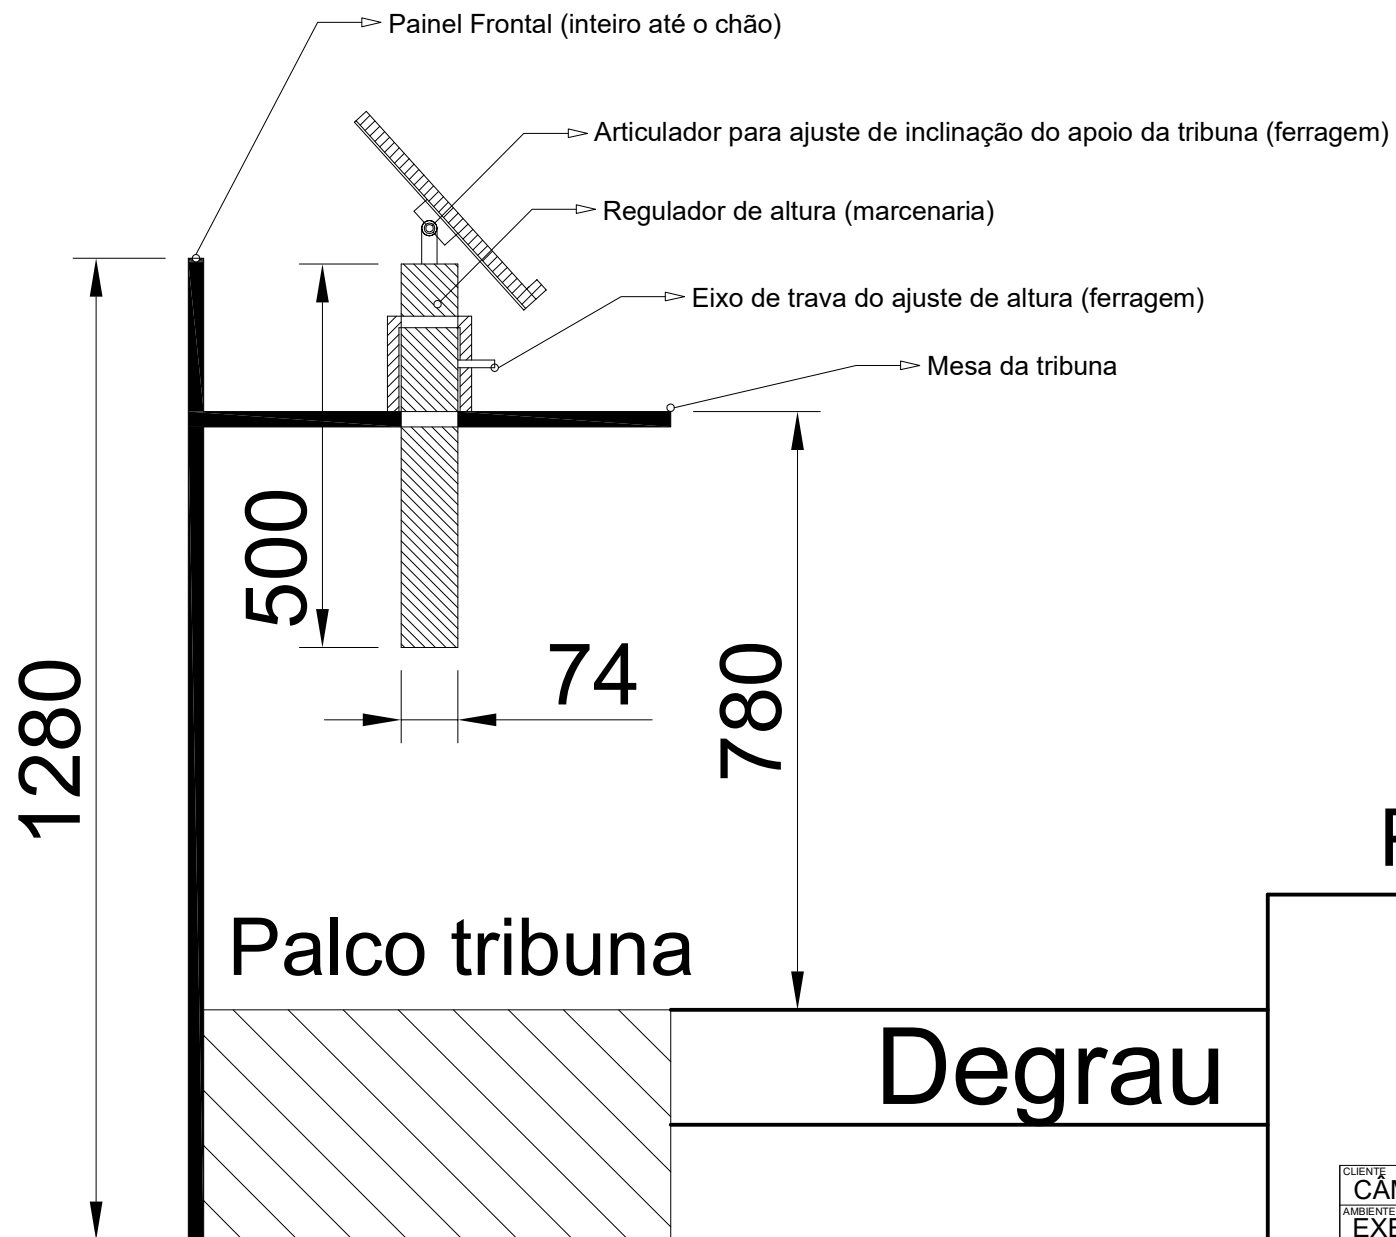 Painel Frontal (inteiro até o chão)
Articulador para ajuste de inclinação do apoio da tribuna (ferragem)
Regulador de altura (marcenaria)
Eixo de trava do ajuste de altura (ferragem)
Mesa da tribuna
500
74
780
1280
Palco tribuna
Degrau
CLIENTE
AMBIENTE